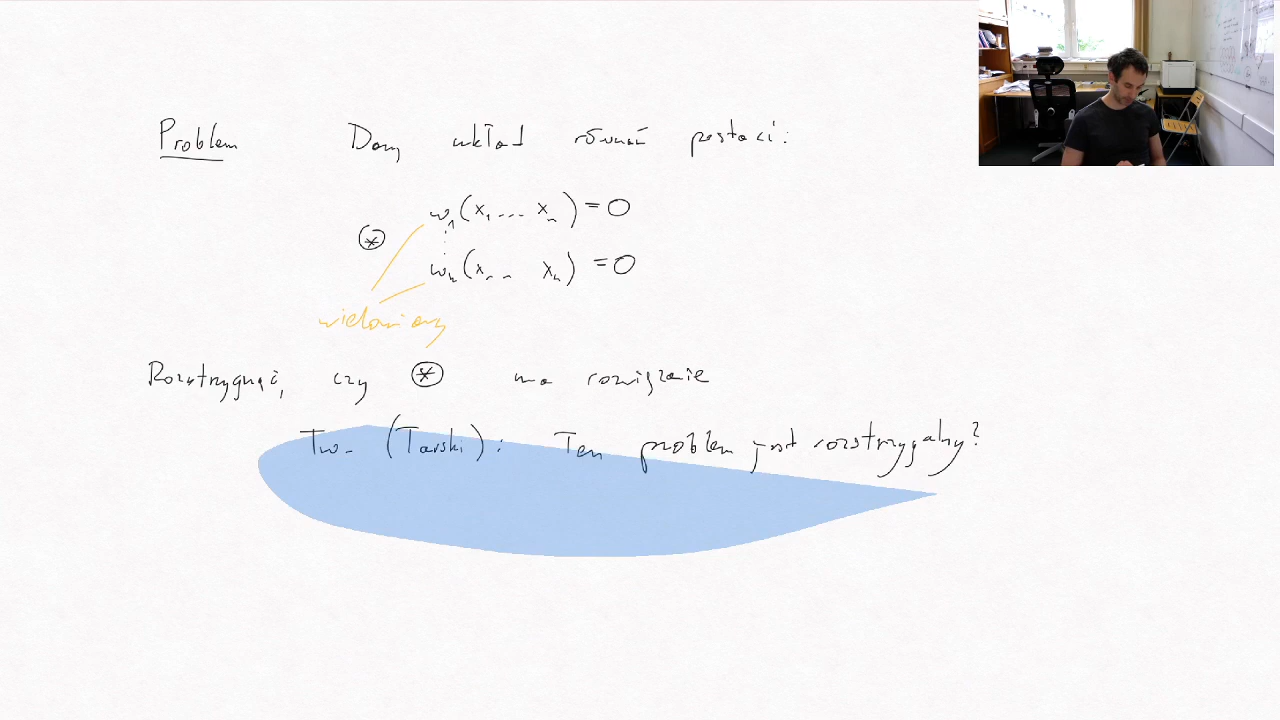 Problem Dany układ równań postaci:
w₁(x₁... xₙ) = 0
⊛
wₖ(x₁.. xₙ) = 0
wielomiany
Rozstrzygnąć, czy ⊛ ma rozwiązanie
Tw. (Tarski): Ten problem jest rozstrzygalny?